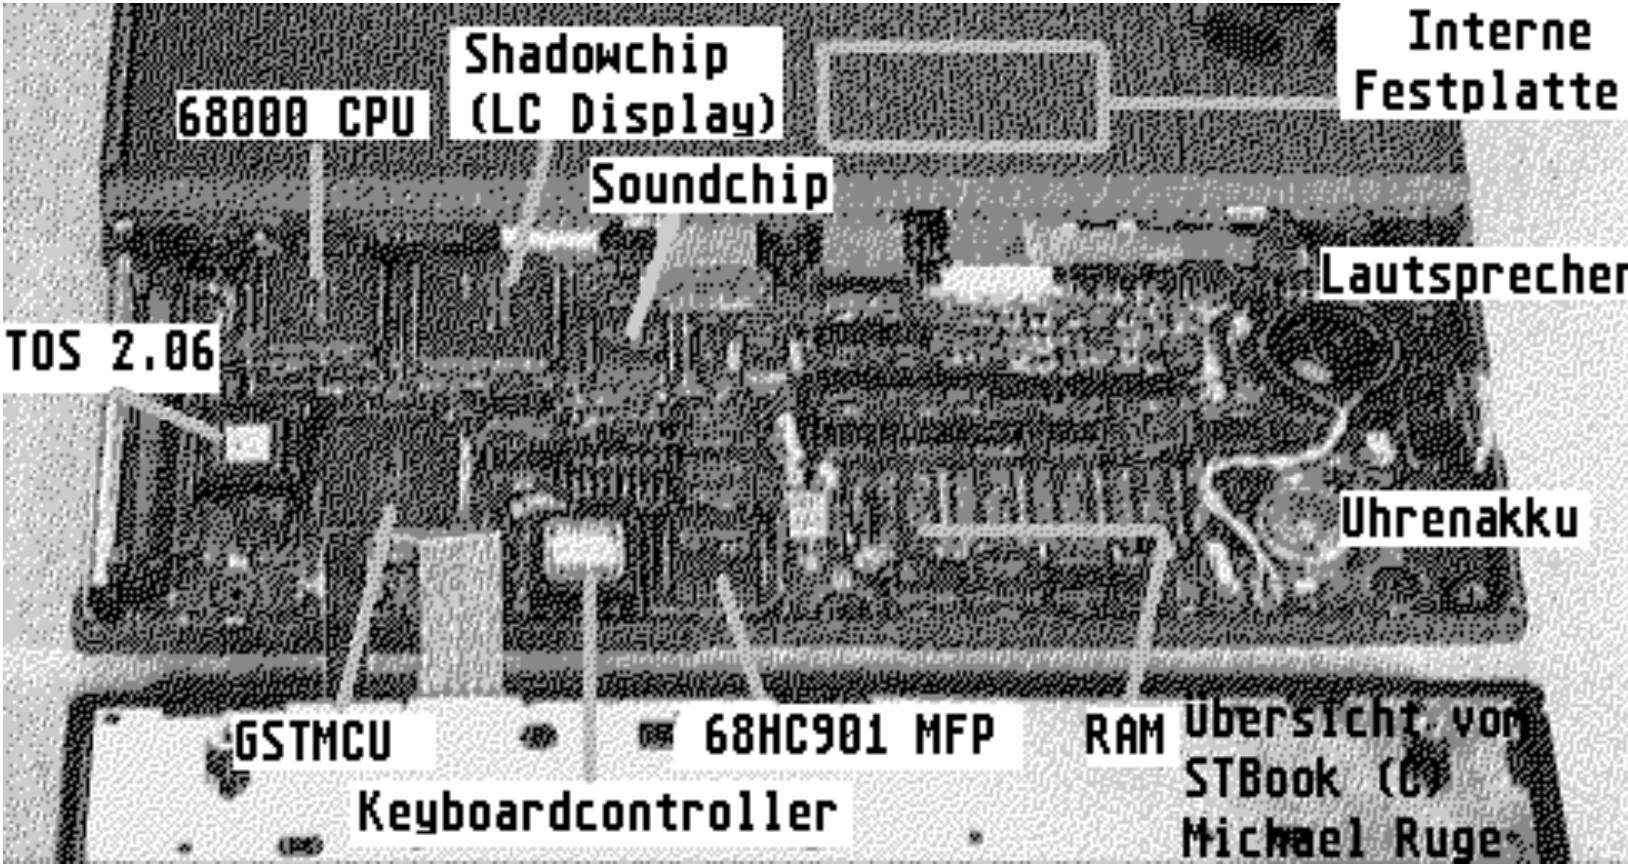 Interne
Festplatte
Shadowchip
(LC Display)
68000 CPU
Soundchip
Lautsprecher
TOS 2.06
Uhrenakku
GSTMCU
68HC901 MFP
RAM
Keyboardcontroller
Übersicht vom
STBook (C)
Michael Ruge